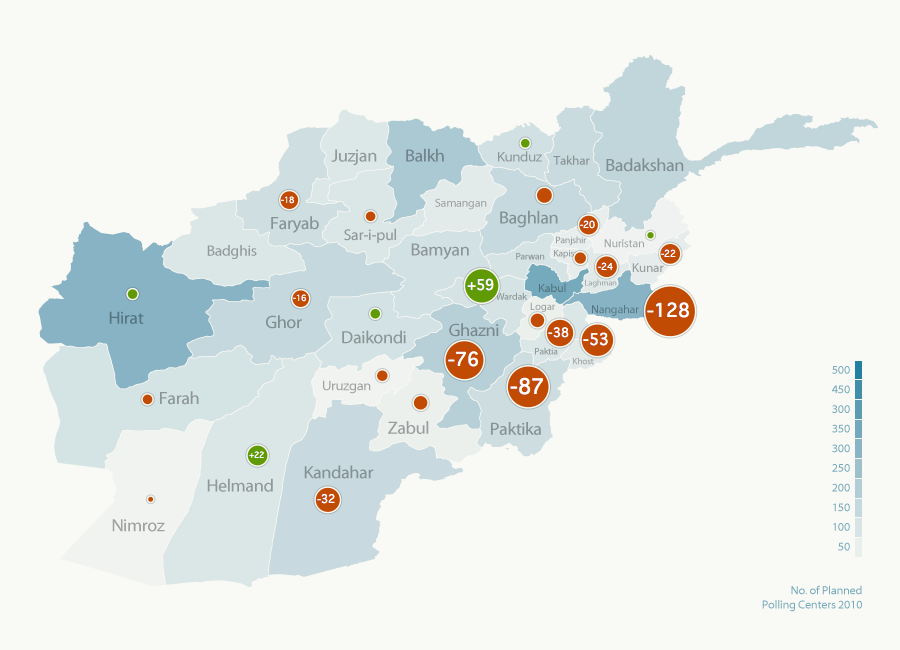 Juzjan
Balkh
Kunduz
Takhar
Badakshan
-18
Faryab
Samangan
Sar-i-pul
Baghlan
-20
Badghis
Bamyan
Panjshir
Nuristan
Parwan
Kapis
-22
-24
Kunar
Hirat
-16
Ghor
+59
Wardak
Kabul
Laghman
Nangahar
-128
Logar
Daikondi
Ghazni
-38
-53
-76
Paktia
Khost
Uruzgan
-87
Farah
Zabul
Paktika
+22
Helmand
Kandahar
-32
Nimroz
500
450
300
350
300
250
200
150
100
50
No. of Planned
Polling Centers 2010